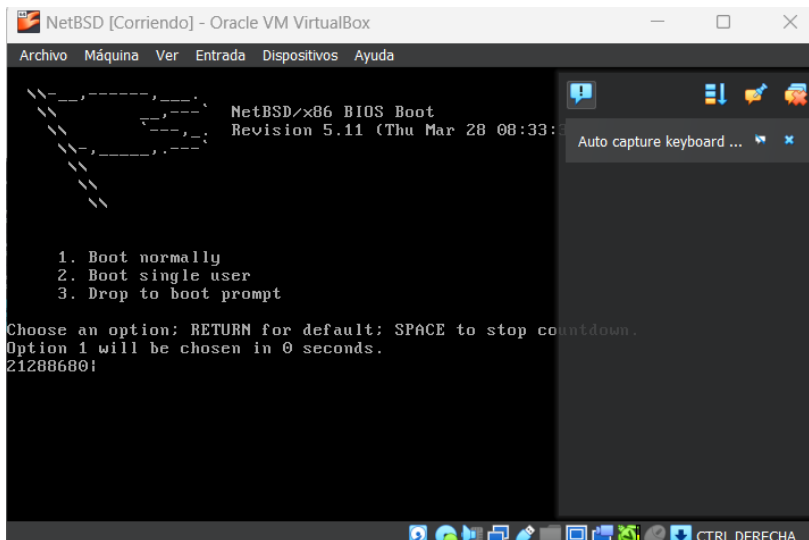 NetBSD [Corriendo] - Oracle VM VirtualBox
Archivo Máquina Ver Entrada Dispositivos Ayuda
NetBSD/x86 BIOS Boot
Revision 5.11 (Thu Mar 28 08:33:
Auto capture keyboard ...
1. Boot normally
2. Boot single user
3. Drop to boot prompt
Choose an option; RETURN for default; SPACE to stop countdown.
Option 1 will be chosen in 0 seconds.
21288680|
CTRL DERECHA